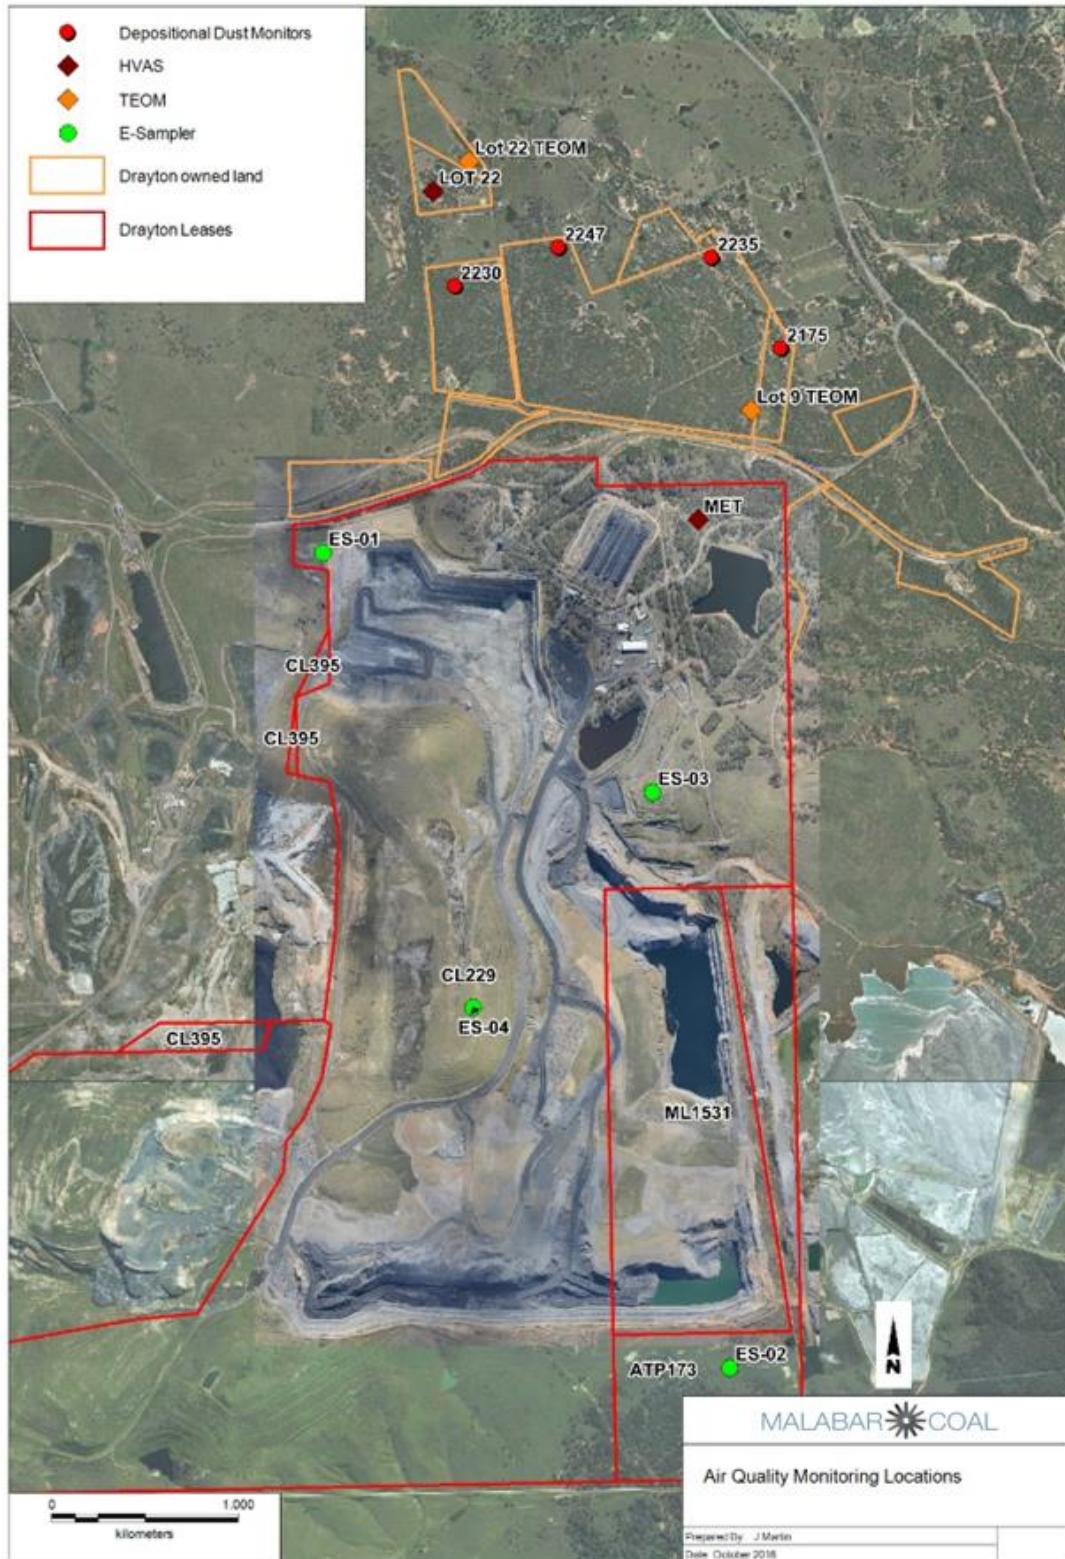 Depositional Dust Monitors
HVAS
TEOM
E-Sampler
Drayton owned land
Drayton Leases
Lot 22 TEOM
LOT 22
2247
2235
2230
2175
Lot 9 TEOM
MET
ES-01
CL395
CL395
ES-03
CL229
ES-04
CL395
ML1531
ES-02
ATP173
N
MALABAR COAL
Air Quality Monitoring Locations
0 1,000
kilometers
Prepared By: J Martin
Date: October 2016